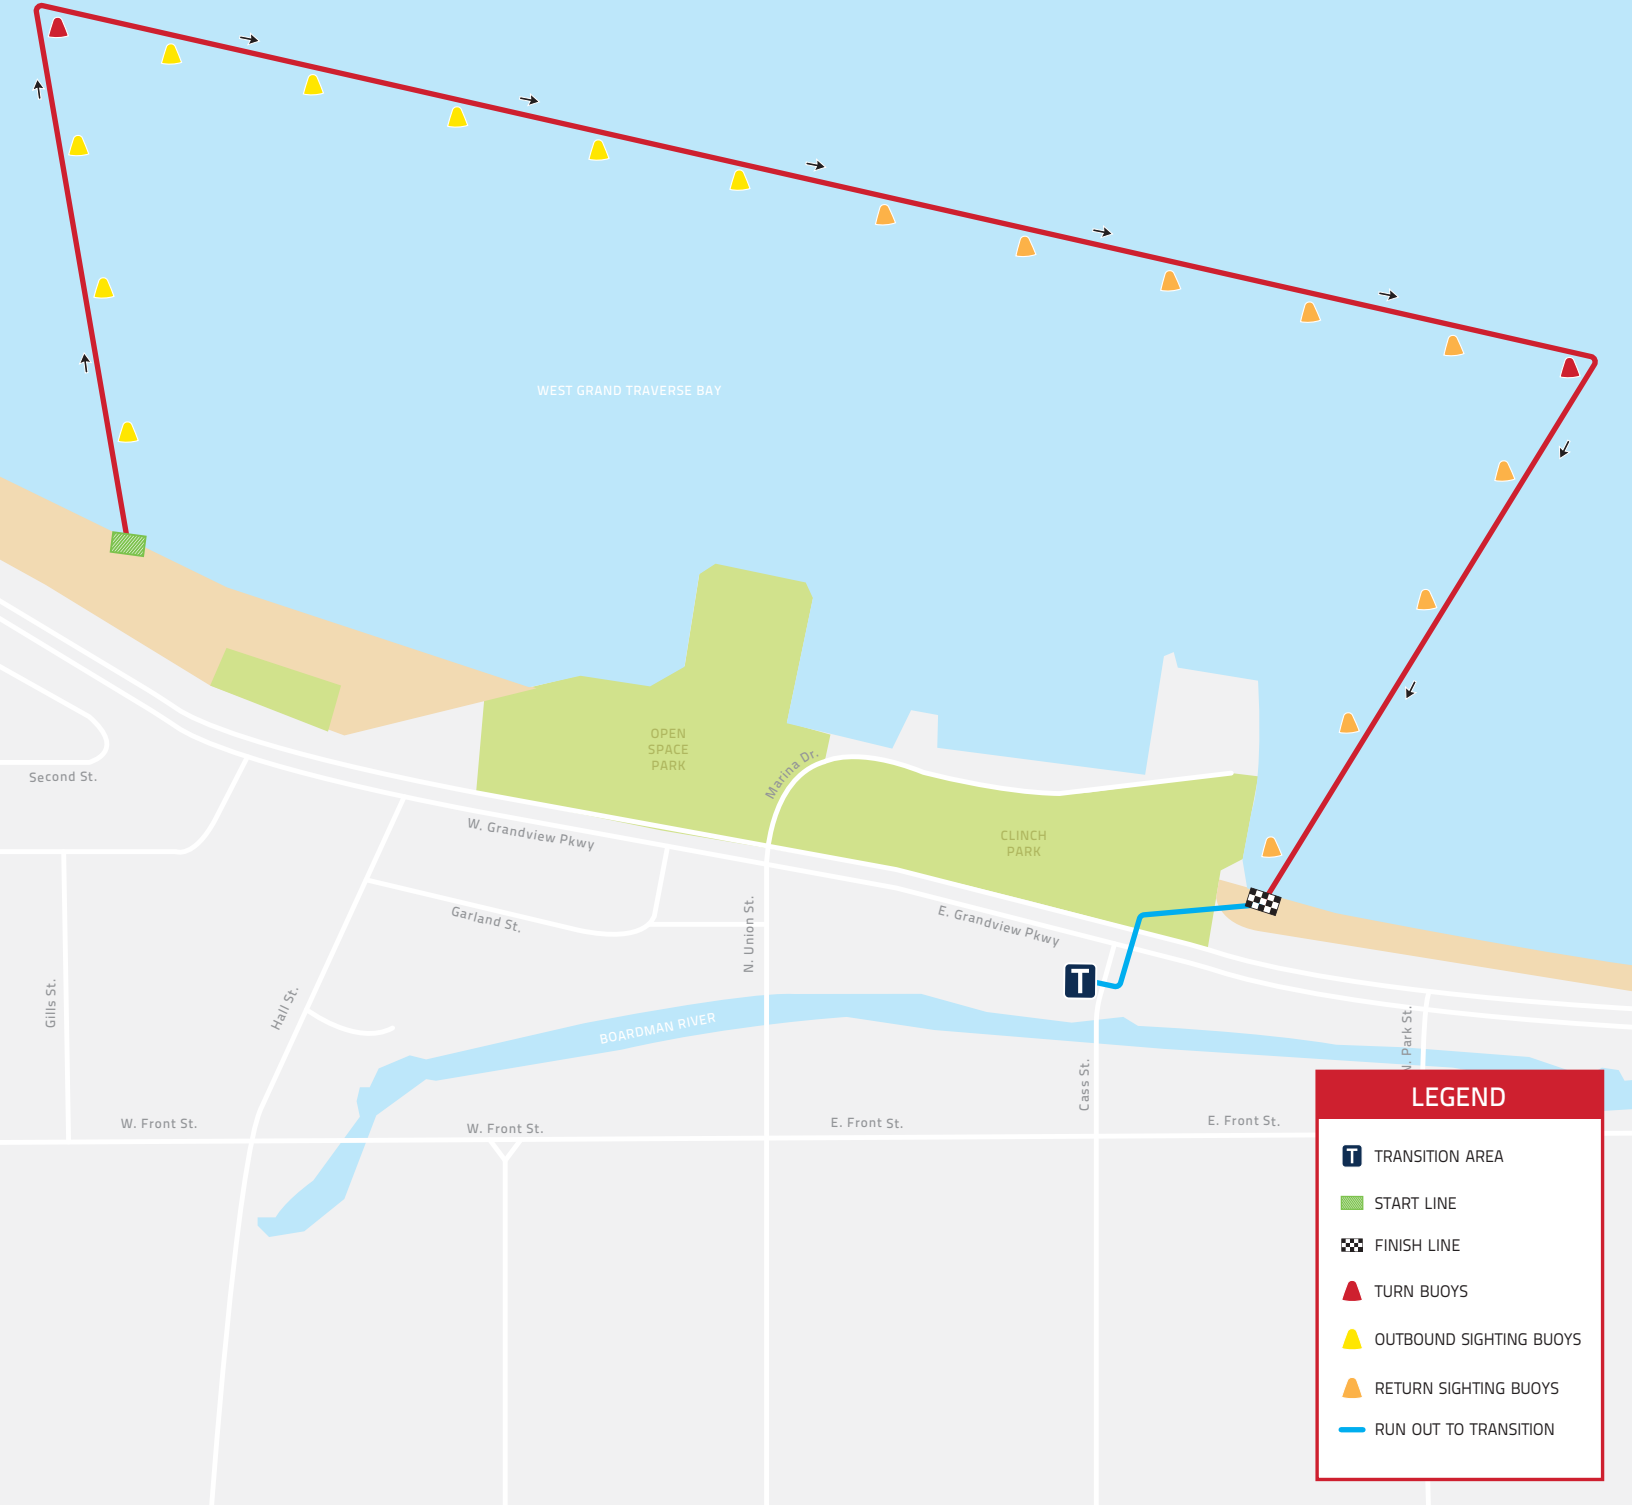 WEST GRAND TRAVERSE BAY
OPEN
SPACE
PARK
Marina Dr.
Second St.
W. Grandview Pkwy
CLINCH
PARK
Garland St.
N. Union St.
E. Grandview Pkwy
T
Gills St.
Hall St.
BOARDMAN RIVER
N. Park St.
Cass St.
W. Front St.
W. Front St.
E. Front St.
E. Front St.
LEGEND
T TRANSITION AREA
START LINE
FINISH LINE
TURN BUOYS
OUTBOUND SIGHTING BUOYS
RETURN SIGHTING BUOYS
RUN OUT TO TRANSITION